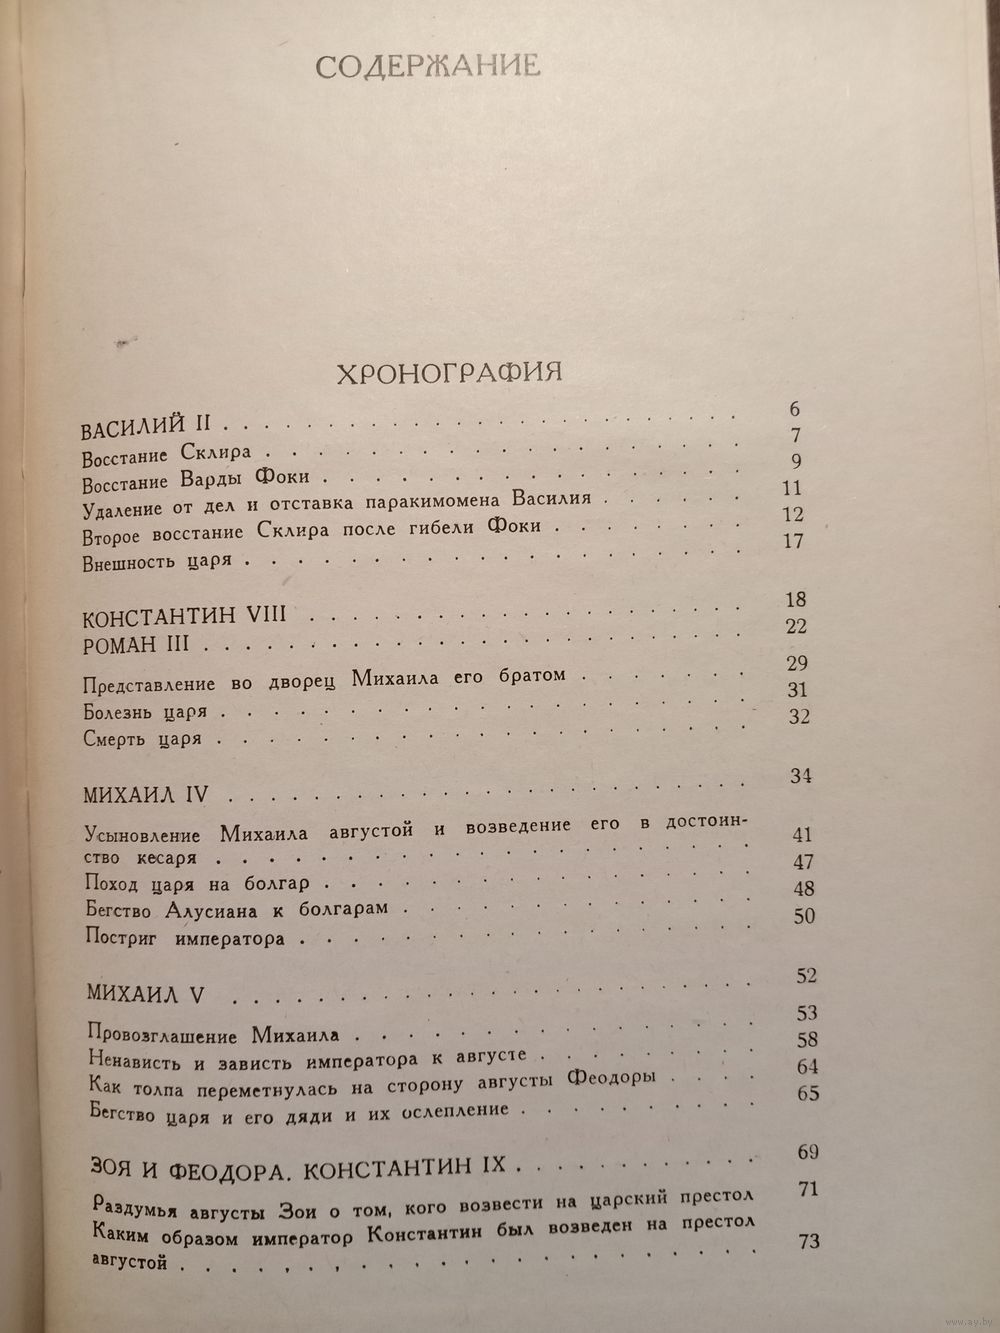 СОДЕРЖАНИЕ
ХРОНОГРАФИЯ
ВАСИЛИЙ II . . . . . . . . . . . . . . . . . . . 6
Восстание Склира . . . . . . . . . . . . . . . . . . . 7
Восстание Варды Фоки . . . . . . . . . . . . . . . . 9
Удаление от дел и отставка паракимомена Василия . . . . . . 11
Второе восстание Склира после гибели Фоки . . . . . . . . 12
Внешность царя . . . . . . . . . . . . . . . . . . . 17
КОНСТАНТИН VIII . . . . . . . . . . . . . . . . 18
РОМАН III . . . . . . . . . . . . . . . . . . . . 22
Представление во дворец Михаила его братом . . . . . . . 29
Болезнь царя . . . . . . . . . . . . . . . . . . . . 31
Смерть царя . . . . . . . . . . . . . . . . . . . . 32
МИХАИЛ IV . . . . . . . . . . . . . . . . . . . 34
Усыновление Михаила августой и возведение его в достоин-
ство кесаря . . . . . . . . . . . . . . . . . . . . 41
Поход царя на болгар . . . . . . . . . . . . . . . . 47
Бегство Алусиана к болгарам . . . . . . . . . . . . . 48
Постриг императора . . . . . . . . . . . . . . . . . 50
МИХАИЛ V . . . . . . . . . . . . . . . . . . . 52
Провозглашение Михаила . . . . . . . . . . . . . . . 53
Ненависть и зависть императора к августе . . . . . . . . 58
Как толпа переметнулась на сторону августы Феодоры . . . . 64
Бегство царя и его дяди и их ослепление . . . . . . . . . 65
ЗОЯ И ФЕОДОРА. КОНСТАНТИН IX . . . . . . . . . . 69
Раздумья августы Зои о том, кого возвести на царский престол 71
Каким образом император Константин был возведен на престол
августой . . . . . . . . . . . . . . . . . . . . . . 73
www.ay.by